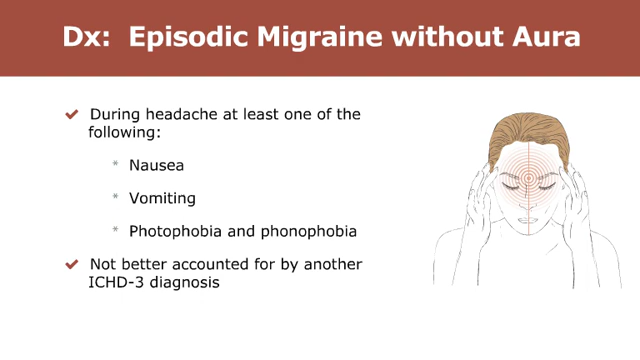 Dx: Episodic Migraine without Aura
✔ During headache at least one of the
following:
* Nausea
* Vomiting
* Photophobia and phonophobia
✔ Not better accounted for by another
ICHD-3 diagnosis